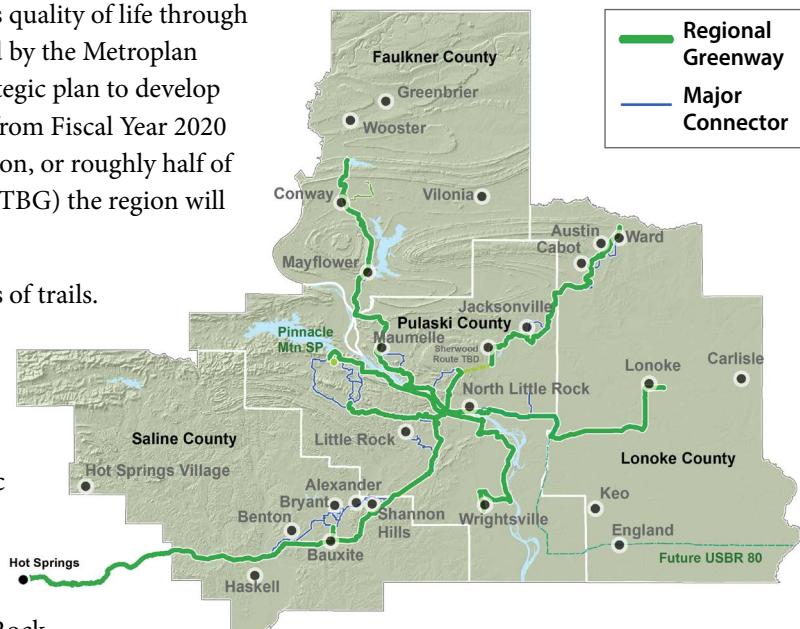 s quality of life through
d by the Metroplan
tegic plan to develop
from Fiscal Year 2020
on, or roughly half of
TBG) the region will
s of trails.
c
Rock
Regional
Greenway
Major
Connector
Faulkner County
Greenbrier
Wooster
Conway
Vilonia
Mayflower
Austin
Cabot
Ward
Jacksonville
Pulaski County
Pinnacle
Mtn SP
Maumelle
Sherwood
Route TBD
Lonoke
Carlisle
North Little Rock
Little Rock
Saline County
Lonoke County
Hot Springs Village
Alexander
Bryant
Benton
Shannon
Hills
Wrightsville
Keo
England
Bauxite
Future USBR 80
Hot Springs
Haskell